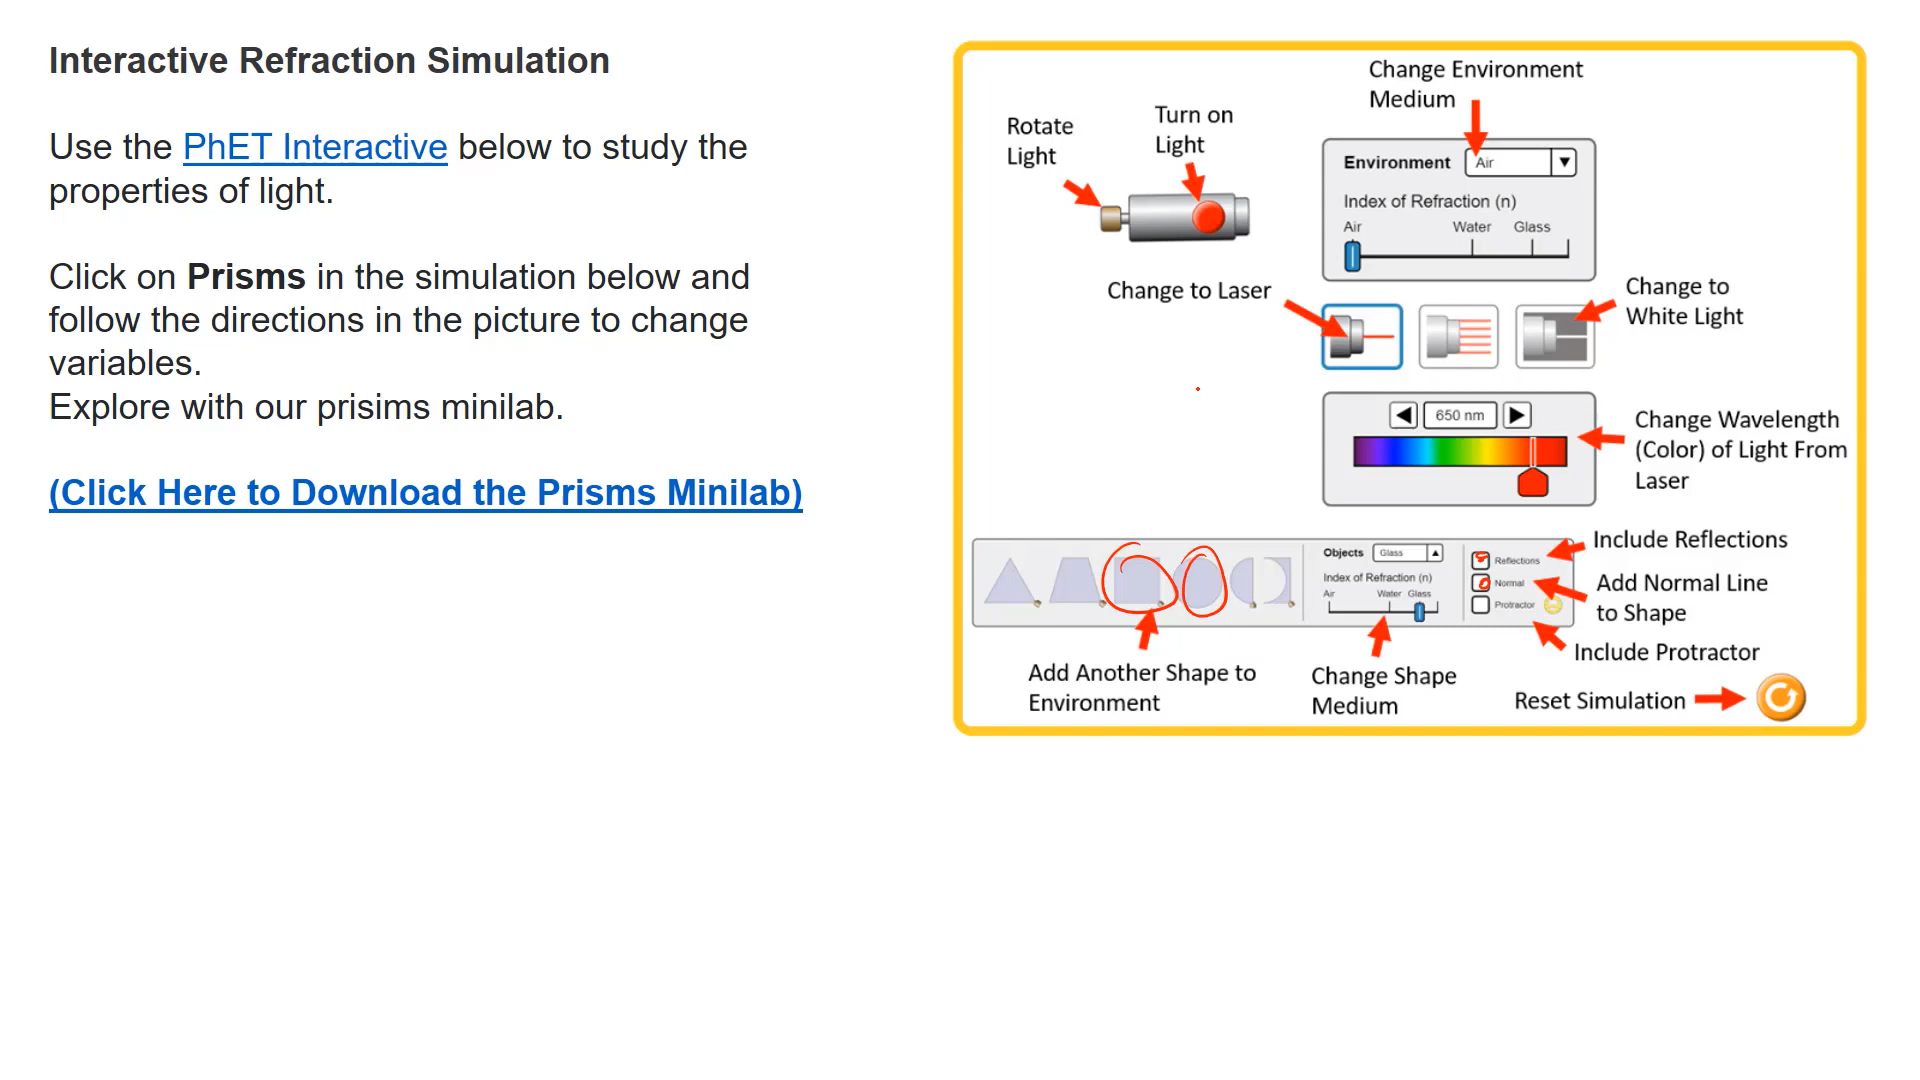 Interactive Refraction Simulation
Use the PhET Interactive below to study the
properties of light.
Click on Prisms in the simulation below and
follow the directions in the picture to change
variables.
Explore with our prisims minilab.
(Click Here to Download the Prisms Minilab)
Change Environment
Medium
Rotate
Light
Turn on
Light
Environment Air
Index of Refraction (n)
Air Water Glass
Change to Laser
Change to
White Light
650 nm
Change Wavelength
(Color) of Light From
Laser
Objects Glass
Index of Refraction (n)
Air Water Glass
Reflections
Normal
Protractor
Include Reflections
Add Normal Line
to Shape
Include Protractor
Add Another Shape to
Environment
Change Shape
Medium
Reset Simulation